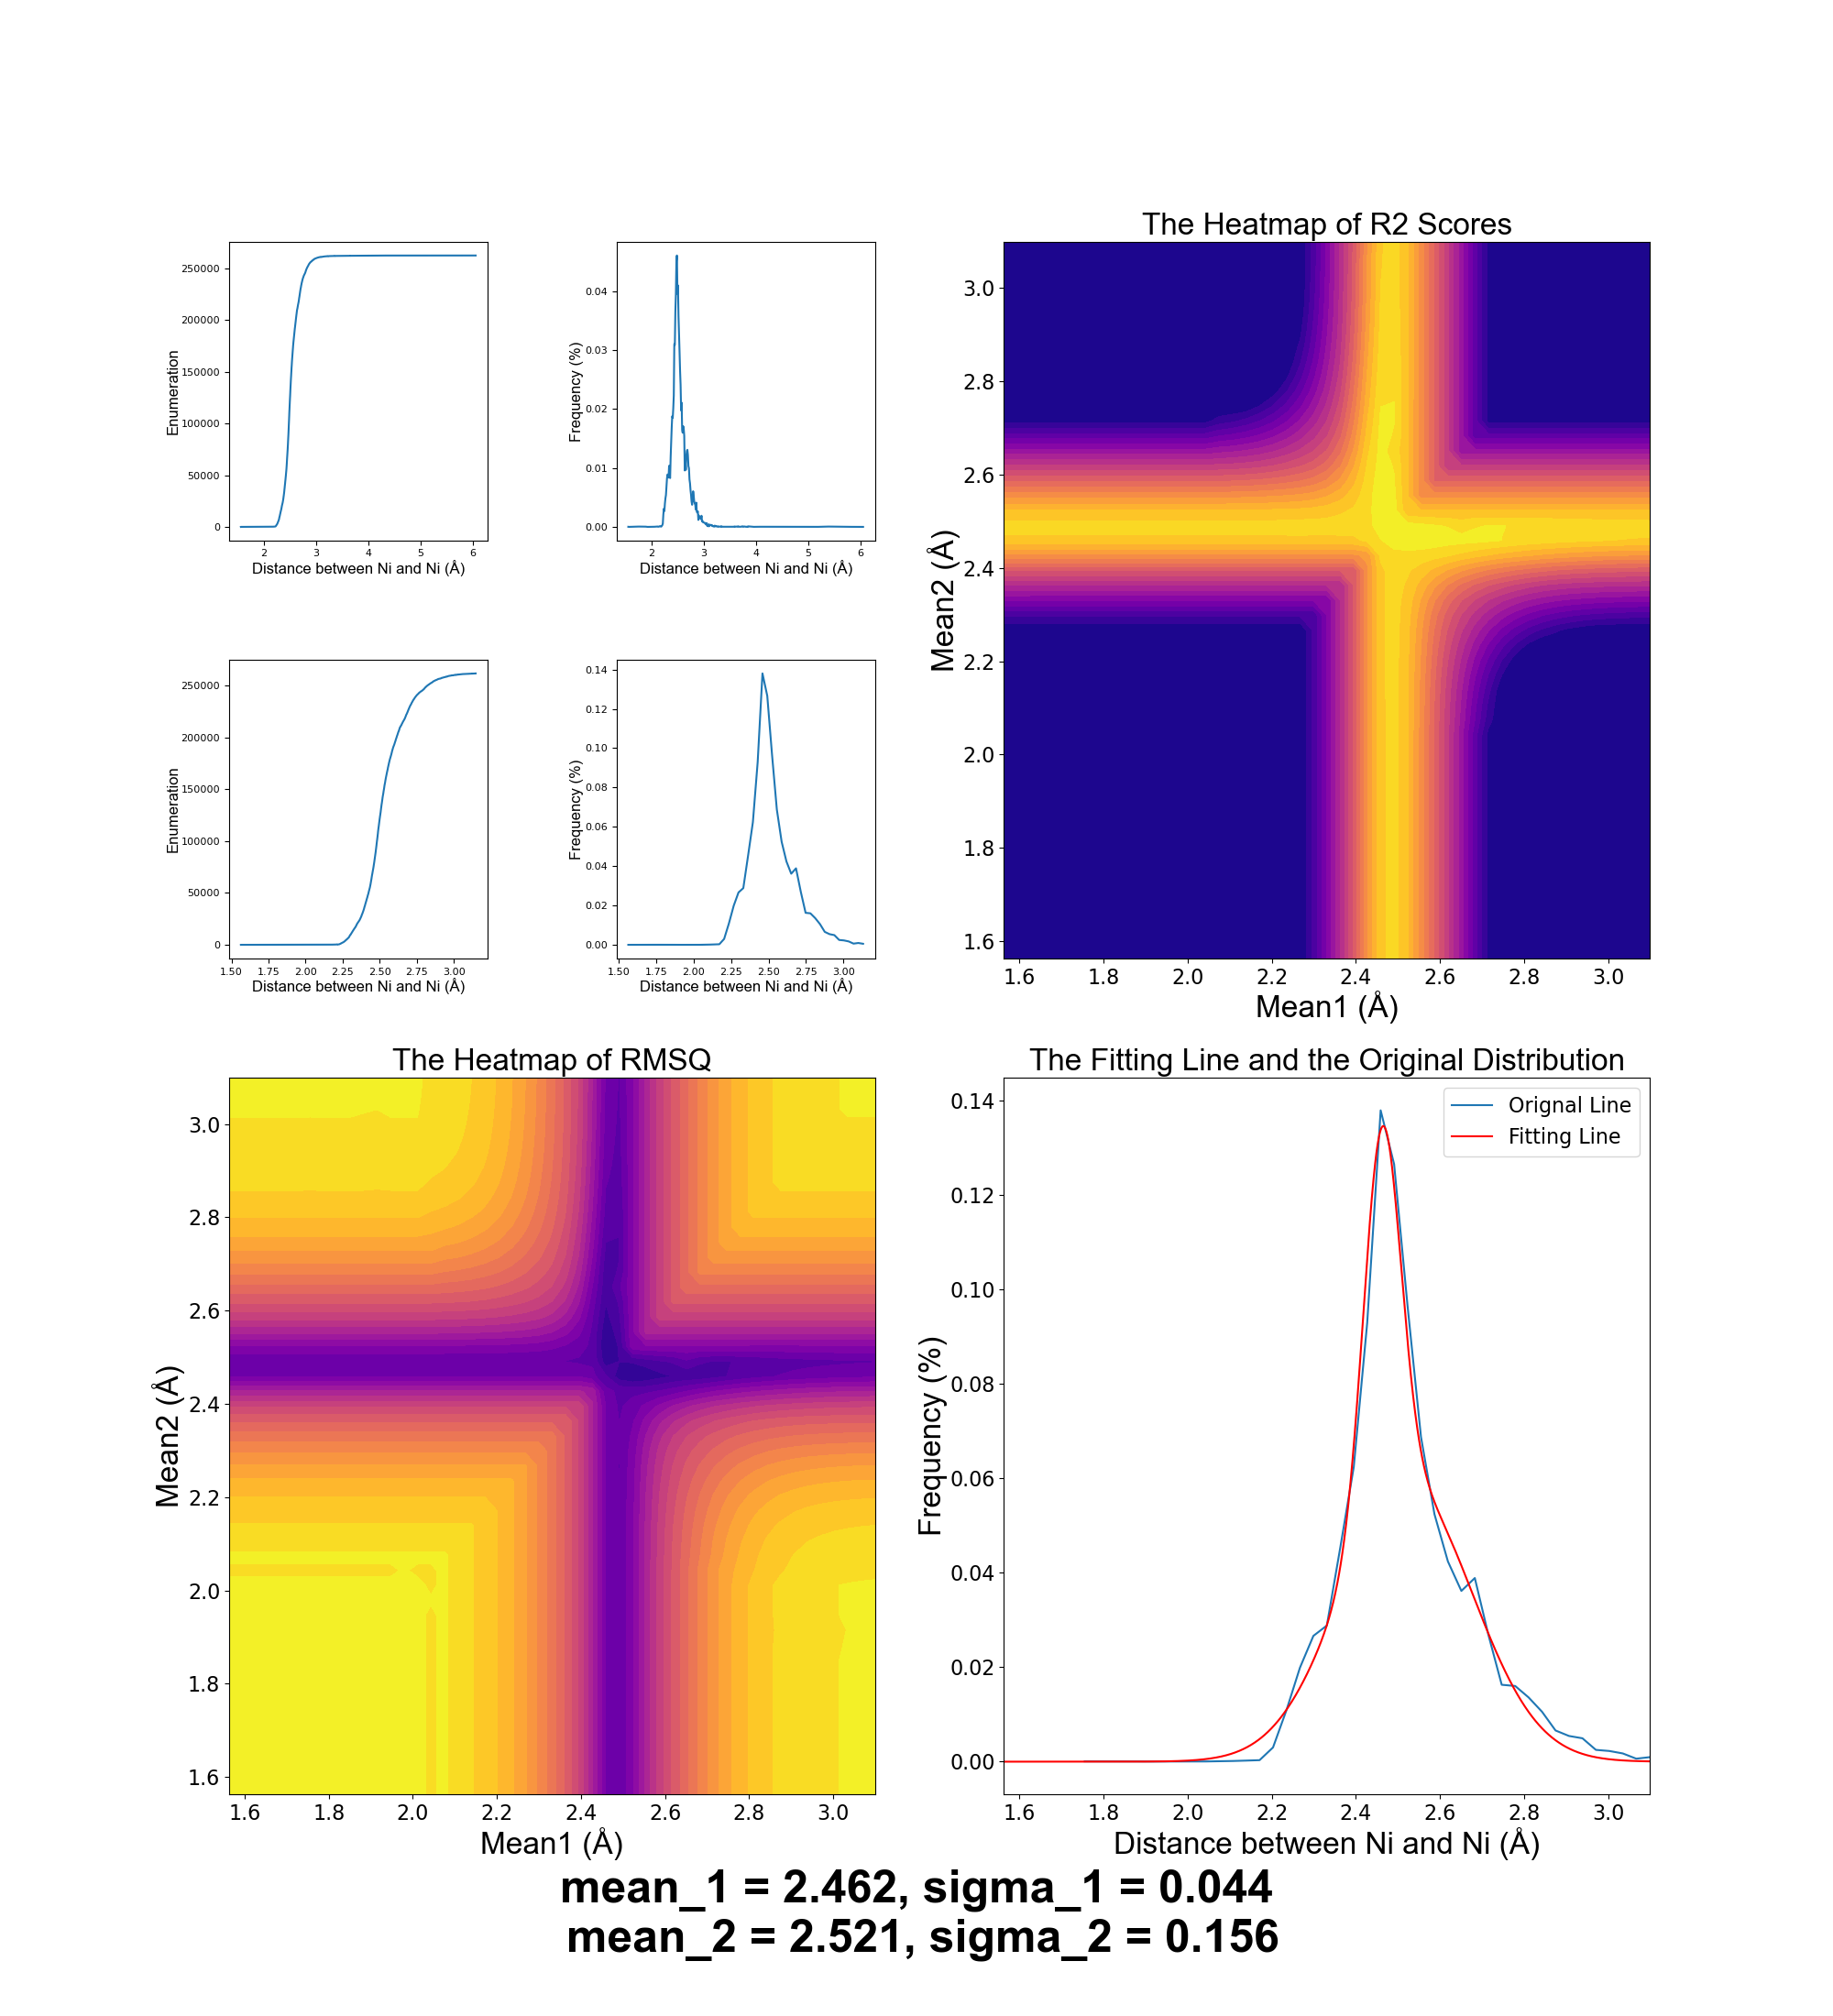 250000
200000
150000
100000
50000
0
Enumeration
2 3 4 5 6
Distance between Ni and Ni (Å)
0.04
0.03
0.02
0.01
0.00
Frequency (%)
2 3 4 5 6
Distance between Ni and Ni (Å)
The Heatmap of R2 Scores
3.0
2.8
2.6
2.4
2.2
2.0
1.8
1.6
Mean2 (Å)
1.6 1.8 2.0 2.2 2.4 2.6 2.8 3.0
Mean1 (Å)
250000
200000
150000
100000
50000
0
Enumeration
1.50 1.75 2.00 2.25 2.50 2.75 3.00
Distance between Ni and Ni (Å)
0.14
0.12
0.10
0.08
0.06
0.04
0.02
0.00
Frequency (%)
1.50 1.75 2.00 2.25 2.50 2.75 3.00
Distance between Ni and Ni (Å)
The Heatmap of RMSQ
3.0
2.8
2.6
2.4
2.2
2.0
1.8
1.6
Mean2 (Å)
1.6 1.8 2.0 2.2 2.4 2.6 2.8 3.0
Mean1 (Å)
The Fitting Line and the Original Distribution
Orignal Line
Fitting Line
0.14
0.12
0.10
0.08
0.06
0.04
0.02
0.00
Frequency (%)
1.6 1.8 2.0 2.2 2.4 2.6 2.8 3.0
Distance between Ni and Ni (Å)
mean_1 = 2.462, sigma_1 = 0.044
mean_2 = 2.521, sigma_2 = 0.156